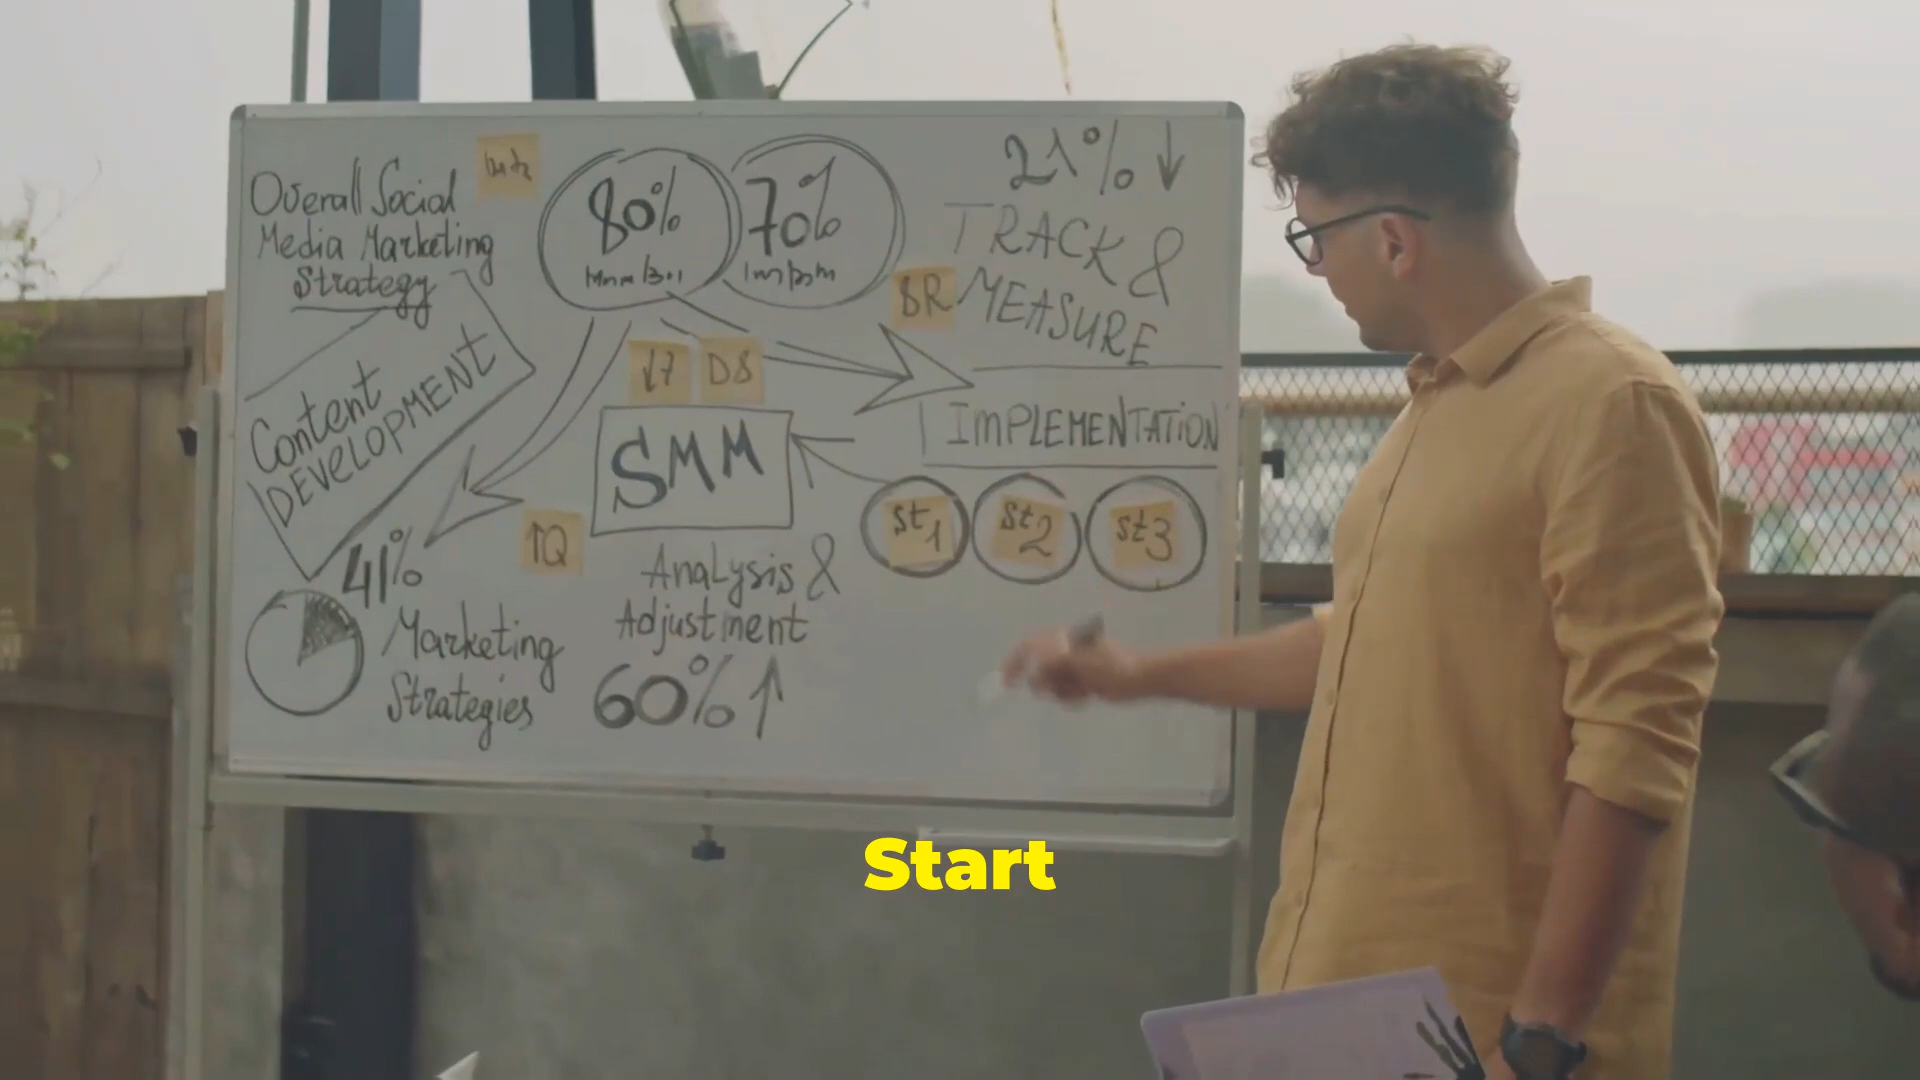 Overall Social
Media Marketing
Strategy
80%
70%
21% ↓
TRACK &
MEASURE
BR
Content
DEVELOPMENT
D8
SMM
IMPLEMENTATION
st1
st2
st3
↑Q
41%
Marketing
Strategies
Analysis &
Adjustment
60% ↑
Start